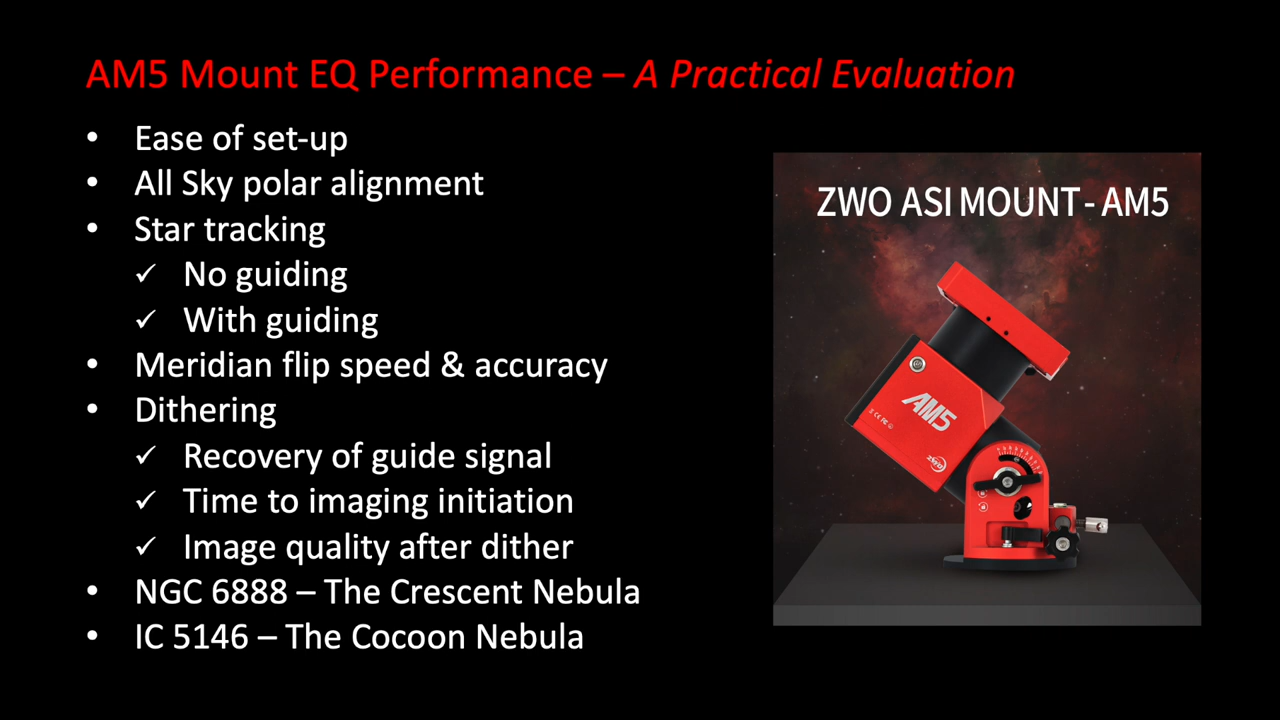 AM5 Mount EQ Performance – A Practical Evaluation
• Ease of set-up
• All Sky polar alignment
• Star tracking
✓ No guiding
✓ With guiding
• Meridian flip speed & accuracy
• Dithering
✓ Recovery of guide signal
✓ Time to imaging initiation
✓ Image quality after dither
• NGC 6888 – The Crescent Nebula
• IC 5146 – The Cocoon Nebula
ZWO ASI MOUNT - AM5
AM5
ZWO